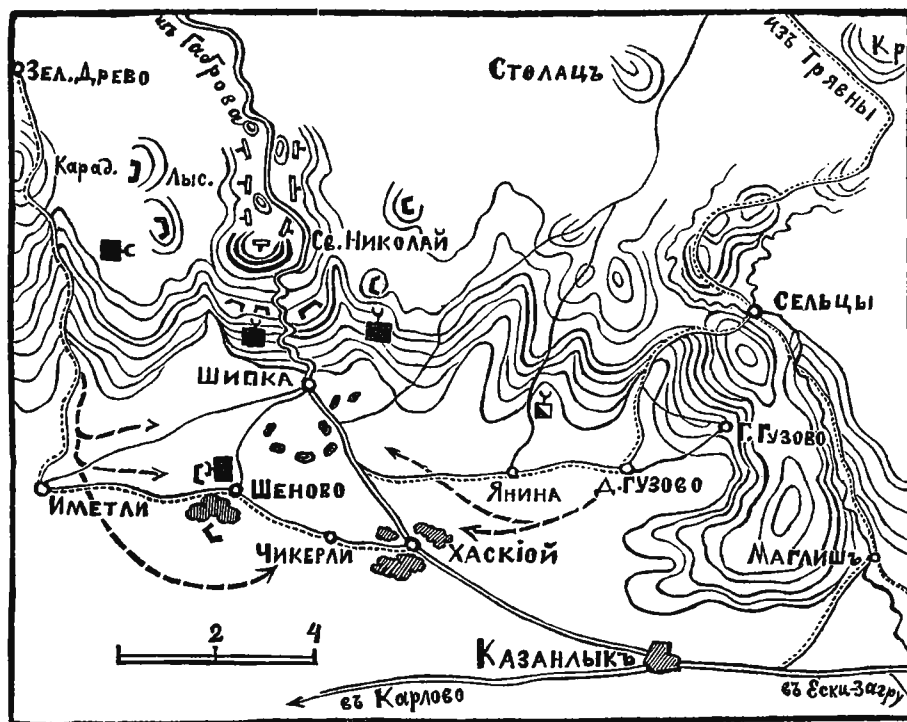 изъ Габрова
изъ Трявны
Кр
Зел. Древо
Столацъ
Карад.
Лыс.
Св. Николай
Сельцы
Шипка
Г. Гузово
Иметли
Шеново
Янина
Д. Гузово
Чикерли
Хаскіой
Маглишъ
2
4
Казанлыкъ
въ Карлово
въ Ески-Загру